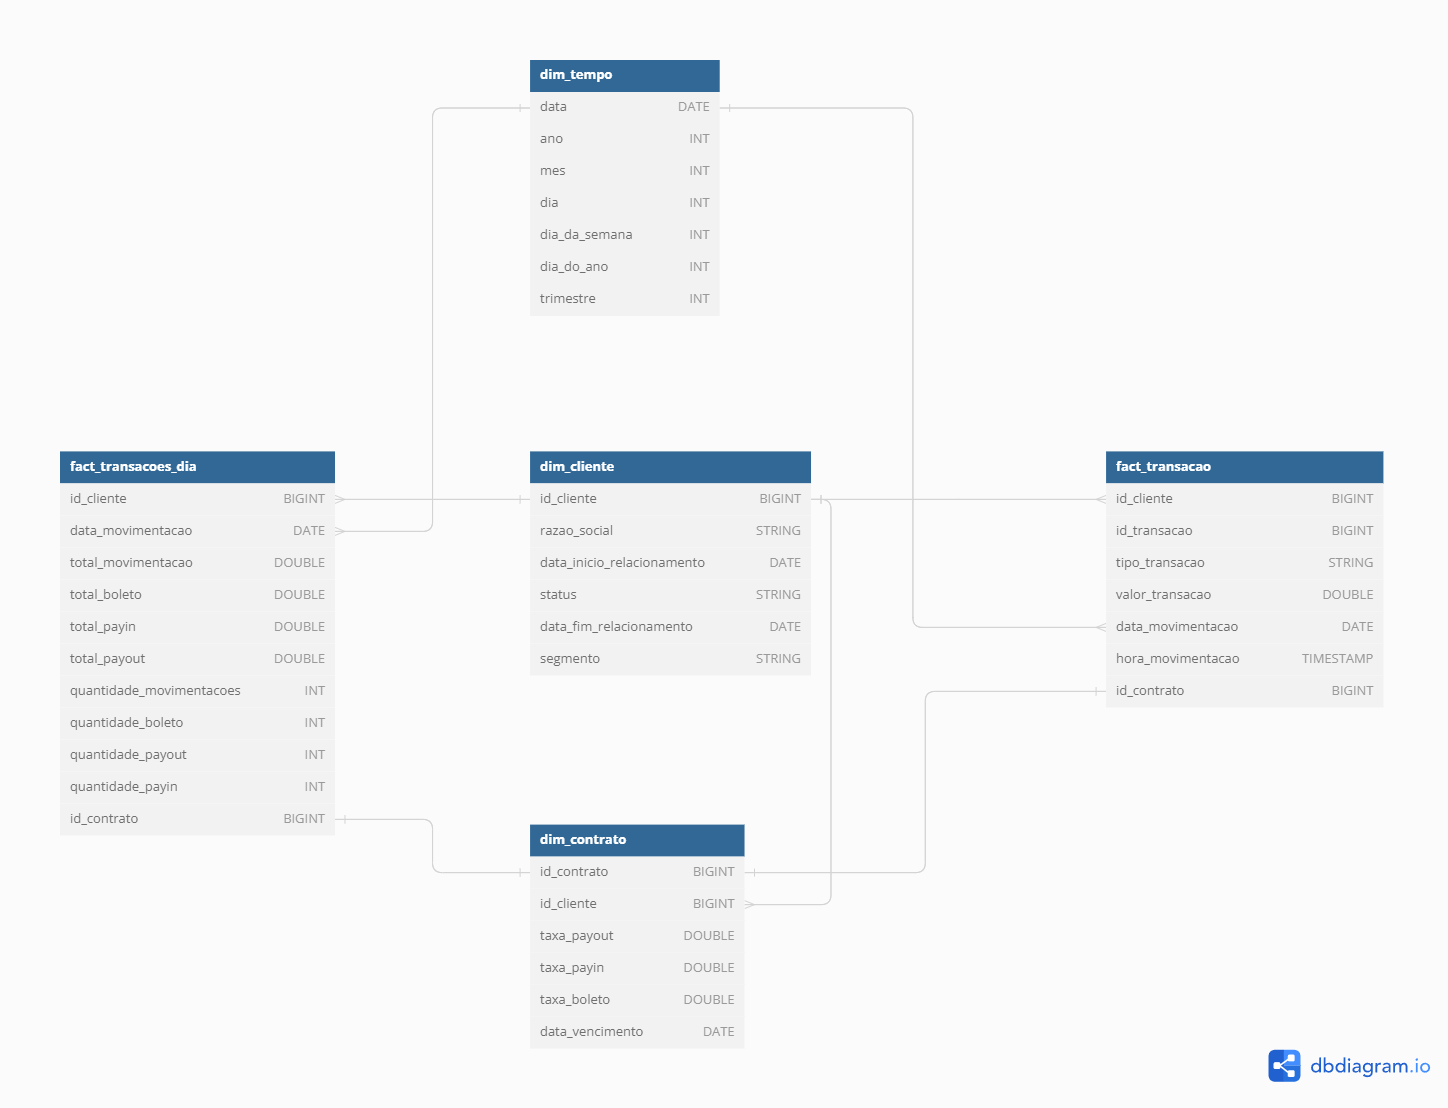 dim_tempo
data DATE
ano INT
mes INT
dia INT
dia_da_semana INT
dia_do_ano INT
trimestre INT
fact_transacoes_dia
id_cliente BIGINT
data_movimentacao DATE
total_movimentacao DOUBLE
total_boleto DOUBLE
total_payin DOUBLE
total_payout DOUBLE
quantidade_movimentacoes INT
quantidade_boleto INT
quantidade_payout INT
quantidade_payin INT
id_contrato BIGINT
dim_cliente
id_cliente BIGINT
razao_social STRING
data_inicio_relacionamento DATE
status STRING
data_fim_relacionamento DATE
segmento STRING
fact_transacao
id_cliente BIGINT
id_transacao BIGINT
tipo_transacao STRING
valor_transacao DOUBLE
data_movimentacao DATE
hora_movimentacao TIMESTAMP
id_contrato BIGINT
dim_contrato
id_contrato BIGINT
id_cliente BIGINT
taxa_payout DOUBLE
taxa_payin DOUBLE
taxa_boleto DOUBLE
data_vencimento DATE
dbdiagram.io